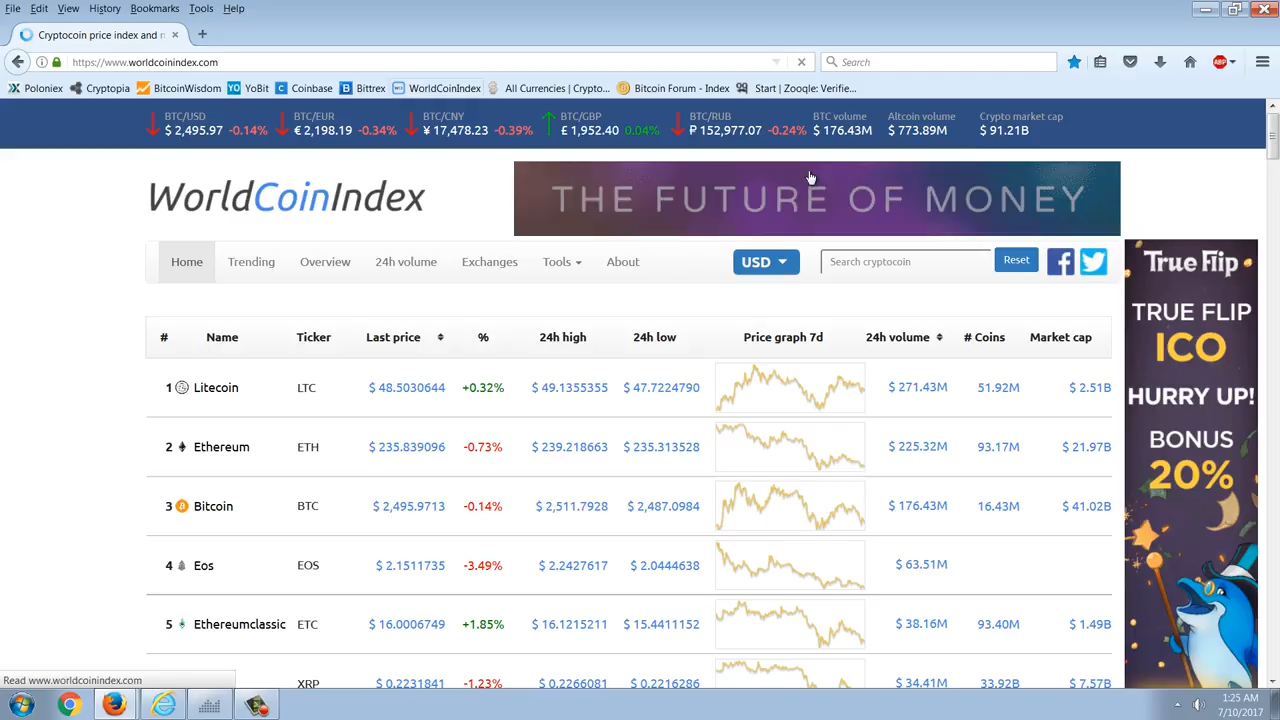 File Edit View History Bookmarks Tools Help
Cryptocoin price index and
https://www.worldcoinindex.com Search ABP
Poloniex Cryptopia BitcoinWisdom YO YoBit Coinbase Bittrex WorldCoinIndex All Currencies | Crypto... Bitcoin Forum - Index Start | Zooqle: Verifie...
BTC/USD BTC/EUR BTC/CNY BTC/GBP BTC/RUB BTC volume Altcoin volume Crypto market cap
$ 2,495.97 -0.14% € 2,198.19 -0.34% ¥ 17,478.23 -0.39% £ 1,952.40 0.04% ₽ 152,977.07 -0.24% $ 176.43M $ 773.89M $ 91.21B
WorldCoinIndex
THE FUTURE OF MONEY
Home Trending Overview 24h volume Exchanges Tools About USD Search cryptocoin Reset
# Name Ticker Last price % 24h high 24h low Price graph 7d 24h volume # Coins Market cap
1 Litecoin LTC $ 48.5030644 +0.32% $ 49.1355355 $ 47.7224790 $ 271.43M 51.92M $ 2.51B
2 Ethereum ETH $ 235.839096 -0.73% $ 239.218663 $ 235.313528 $ 225.32M 93.17M $ 21.97B
3 Bitcoin BTC $ 2,495.9713 -0.14% $ 2,511.7928 $ 2,487.0984 $ 176.43M 16.43M $ 41.02B
4 Eos EOS $ 2.1511735 -3.49% $ 2.2427617 $ 2.0444638 $ 63.51M
5 Ethereumclassic ETC $ 16.0006749 +1.85% $ 16.1215211 $ 15.4411152 $ 38.16M 93.40M $ 1.49B
XRP $ 0.2231841 -1.23% $ 0.2266081 $ 0.2216286 $ 34.41M 33.92B $ 7.57B
True Flip
TRUE FLIP
ICO
HURRY UP!
BONUS
20%
Read www.worldcoinindex.com
1:25 AM
7/10/2017